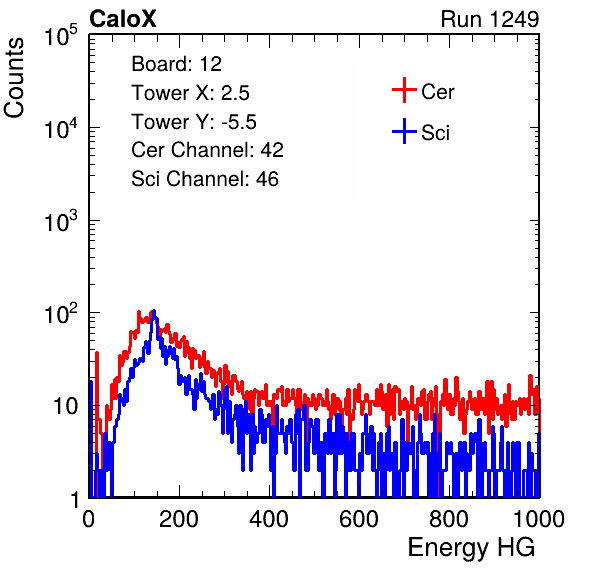 CaloX Run 1249
Counts
10^5
10^4
10^3
10^2
10
1
Board: 12
Tower X: 2.5
Tower Y: -5.5
Cer Channel: 42
Sci Channel: 46
Cer
Sci
0 200 400 600 800 1000
Energy HG